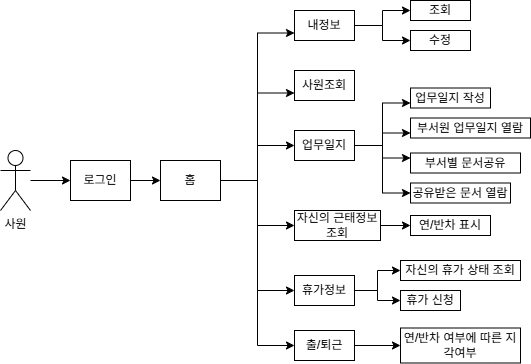 내정보
조회
수정
사원조회
업무일지
업무일지 작성
부서원 업무일지 열람
부서별 문서공유
공유받은 문서 열람
사원
로그인
홈
자신의 근태정보
조회
연/반차 표시
휴가정보
자신의 휴가 상태 조회
휴가 신청
출/퇴근
연/반차 여부에 따른 지
각여부